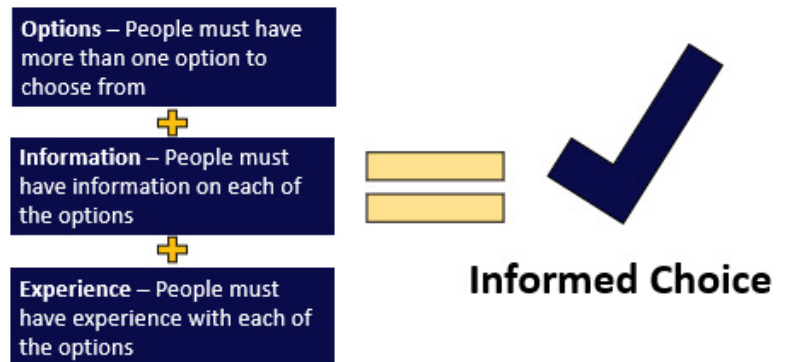 Options – People must have
more than one option to
choose from
Information – People must
have information on each of
the options
Experience – People must
have experience with each of
the options
Informed Choice